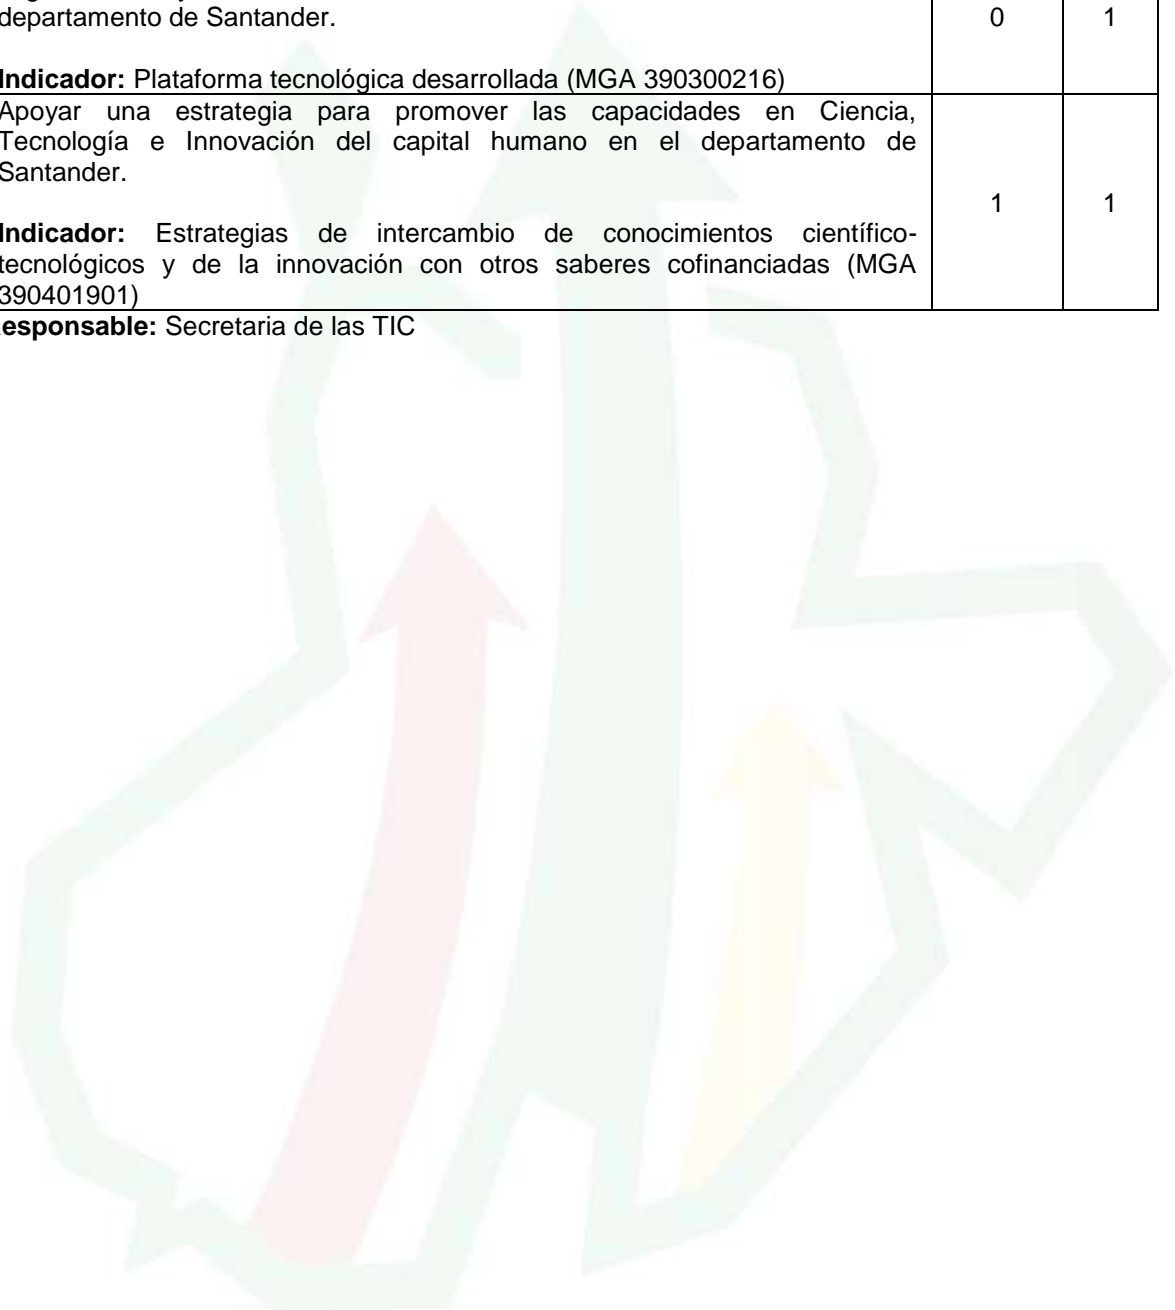 departamento de Santander.
0 1
Indicador: Plataforma tecnológica desarrollada (MGA 390300216)
Apoyar una estrategia para promover las capacidades en Ciencia,
Tecnología e Innovación del capital humano en el departamento de
Santander.
1 1
Indicador: Estrategias de intercambio de conocimientos científico-
tecnológicos y de la innovación con otros saberes cofinanciadas (MGA
390401901)
esponsable: Secretaria de las TIC